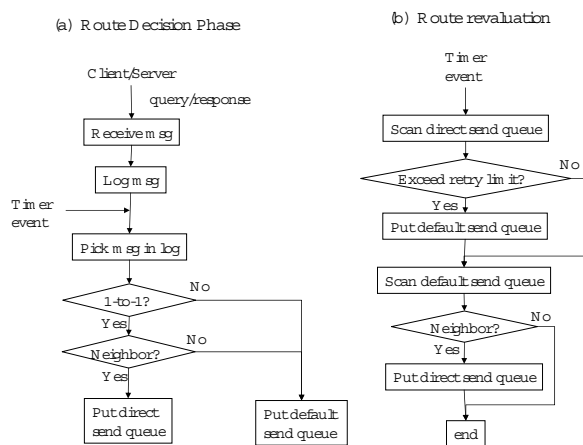 (a) Route Decision Phase
Client/Server
query/response
Receive msg
Log msg
Timer
event
Pick msg in log
1-to-1?
No
Yes
Neighbor?
No
Yes
Put direct
send queue
Put default
send queue
(b) Route revaluation
Timer
event
Scan direct send queue
Exceed retry limit?
No
Yes
Put default send queue
Scan default send queue
Neighbor?
No
Yes
Put direct send queue
end